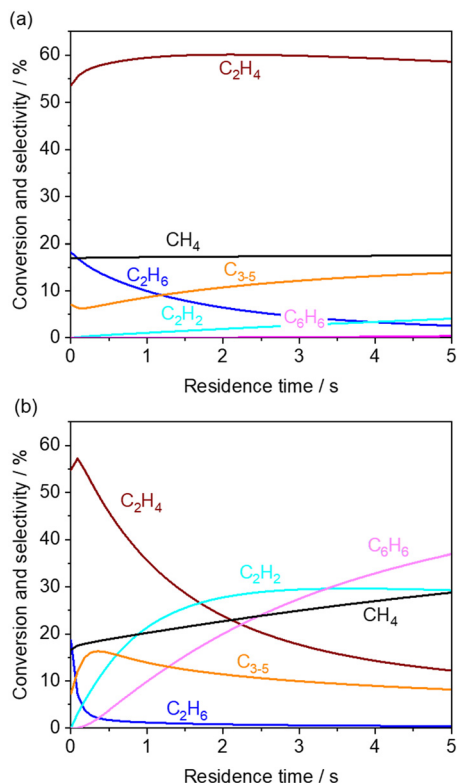 (a)
Conversion and selectivity / %
60
50
40
30
20
10
0
C₂H₄
CH₄
C₂H₆
C₃₋₅
C₂H₂
C₆H₆
0 1 2 3 4 5
Residence time / s
(b)
Conversion and selectivity / %
60
50
40
30
20
10
0
C₂H₄
C₆H₆
C₂H₂
CH₄
C₃₋₅
C₂H₆
0 1 2 3 4 5
Residence time / s